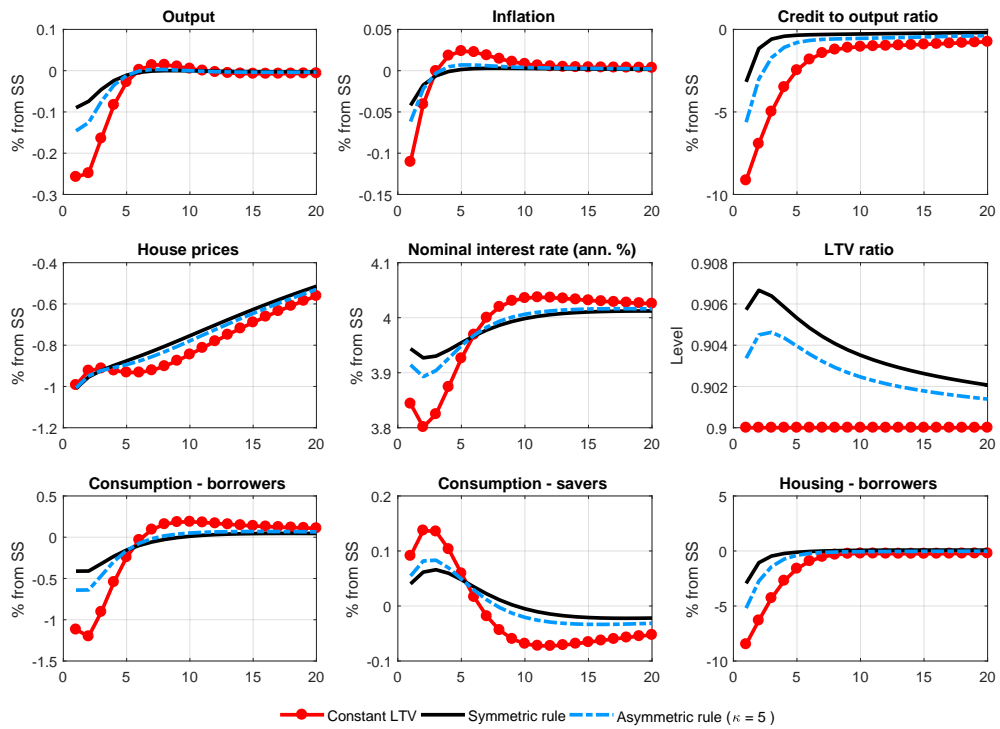 Output
Inflation
Credit to output ratio
% from SS
0.1
0
-0.1
-0.2
-0.3
0 5 10 15 20
% from SS
0.05
0
-0.05
-0.1
-0.15
0 5 10 15 20
0
-5
-10
0 5 10 15 20
House prices
Nominal interest rate (ann. %)
LTV ratio
% from SS
-0.4
-0.6
-0.8
-1
-1.2
0 5 10 15 20
% from SS
4.1
4
3.9
3.8
0 5 10 15 20
Level
0.908
0.906
0.904
0.902
0.9
0 5 10 15 20
Consumption - borrowers
Consumption - savers
Housing - borrowers
% from SS
0.5
0
-0.5
-1
-1.5
0 5 10 15 20
% from SS
0.2
0.1
0
-0.1
0 5 10 15 20
% from SS
5
0
-5
-10
0 5 10 15 20
% from SS
Constant LTV Symmetric rule Asymmetric rule ( κ = 5 )